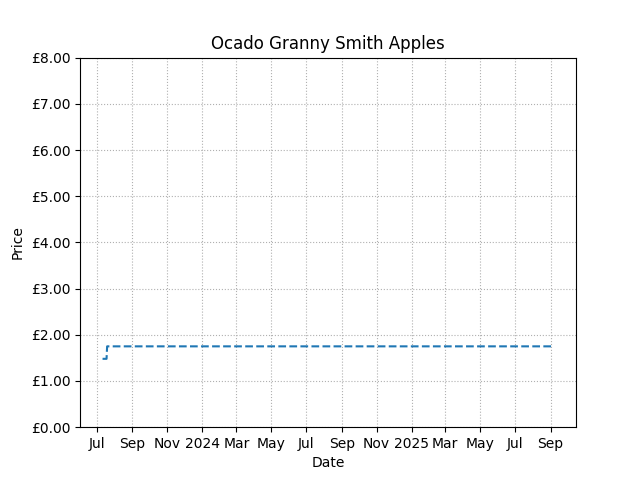 Ocado Granny Smith Apples
£8.00
£7.00
£6.00
£5.00
£4.00
£3.00
£2.00
£1.00
£0.00
Price
Jul Sep Nov 2024 Mar May Jul Sep Nov 2025 Mar May Jul Sep
Date